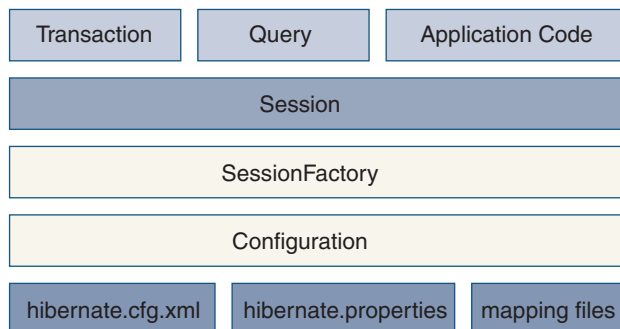 Transaction
Query
Application Code
Session
SessionFactory
Configuration
hibernate.cfg.xml
hibernate.properties
mapping files